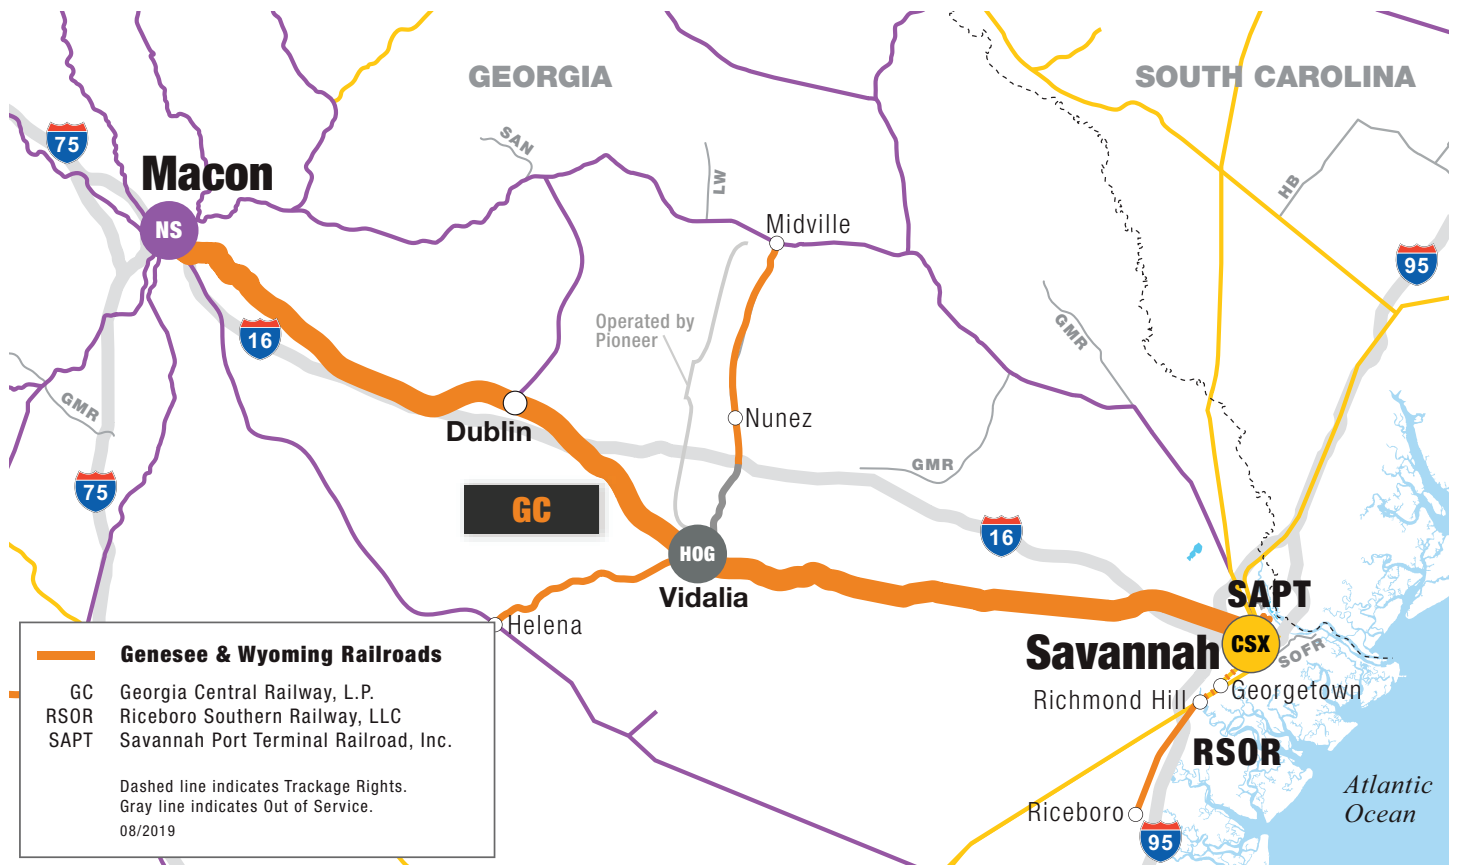 GEORGIA
SOUTH CAROLINA
75
SAN
Macon
LW
HB
NS
Midville
95
16
Operated by
Pioneer
GMR
GMR
Nunez
Dublin
GMR
75
GC
16
HOG
Vidalia
SAPT
Helena
Savannah
CSX
SOFR
Georgetown
Richmond Hill
RSOR
Riceboro
95
Atlantic
Ocean
Genesee & Wyoming Railroads
GC Georgia Central Railway, L.P.
RSOR Riceboro Southern Railway, LLC
SAPT Savannah Port Terminal Railroad, Inc.
Dashed line indicates Trackage Rights.
Gray line indicates Out of Service.
08/2019